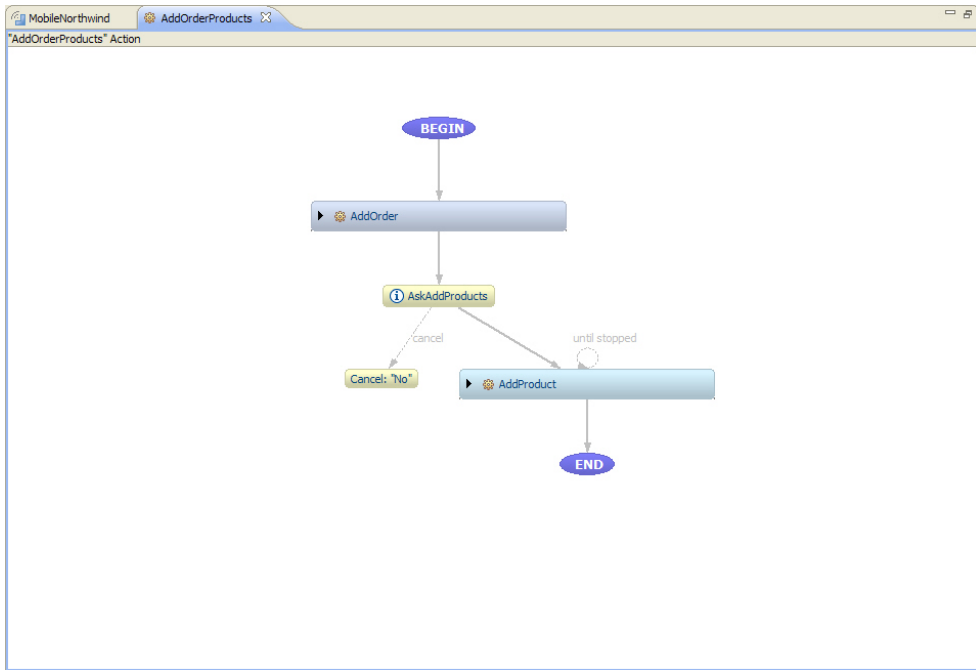 MobileNorthwind
AddOrderProducts
"AddOrderProducts" Action
BEGIN
AddOrder
AskAddProducts
cancel
until stopped
Cancel: "No"
AddProduct
END